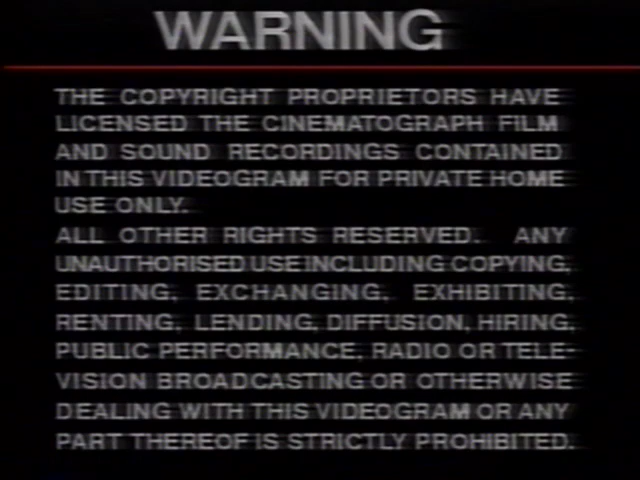 WARNING
THE COPYRIGHT PROPRIETORS HAVE
LICENSED THE CINEMATOGRAPH FILM
AND SOUND RECORDINGS CONTAINED
IN THIS VIDEOGRAM FOR PRIVATE HOME
USE ONLY.
ALL OTHER RIGHTS RESERVED. ANY
UNAUTHORISED USE INCLUDING COPYING,
EDITING, EXCHANGING, EXHIBITING,
RENTING, LENDING, DIFFUSION, HIRING,
PUBLIC PERFORMANCE, RADIO OR TELE-
VISION BROADCASTING OR OTHERWISE
DEALING WITH THIS VIDEOGRAM OR ANY
PART THEREOF IS STRICTLY PROHIBITED.